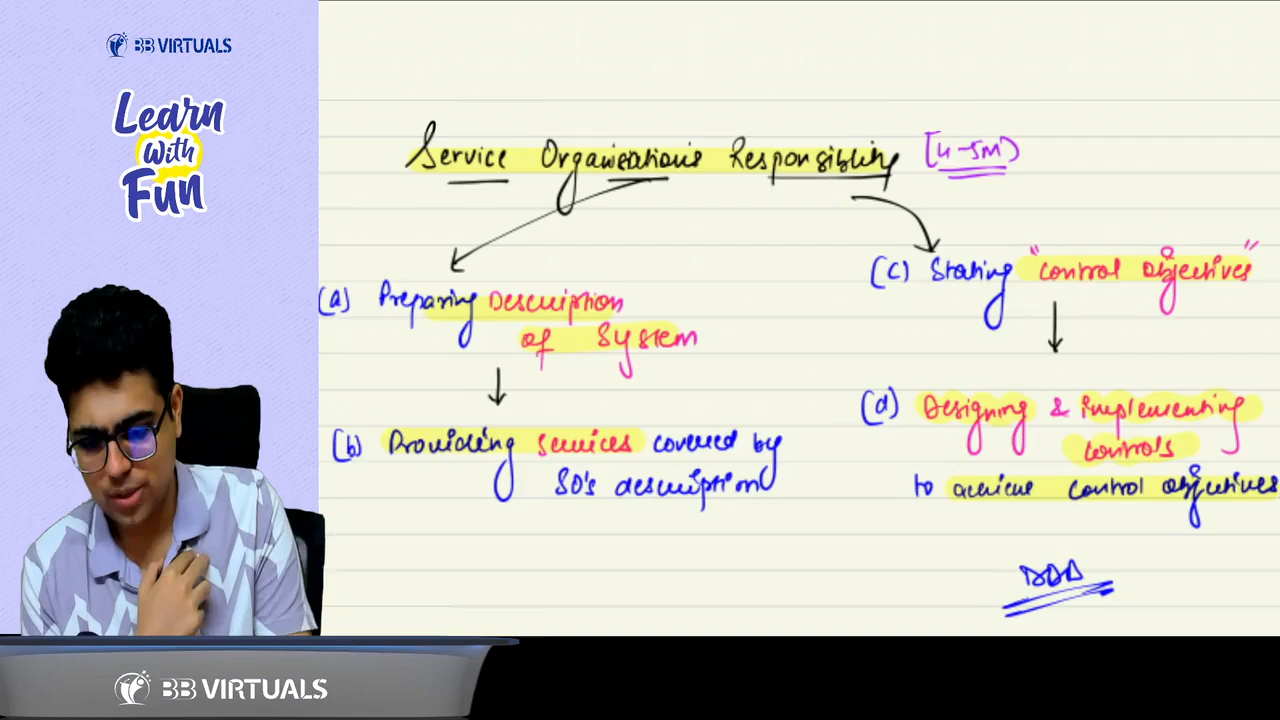 BB VIRTUALS
Learn
With
Fun
Service Organisation's Responsibility [4-5M]
(a) Preparing Description
of System
(b) Providing services covered by
SO's description
(c) Stating "control objectives"
(d) Designing & Implementing
controls
to achieve control objectives
BB VIRTUALS